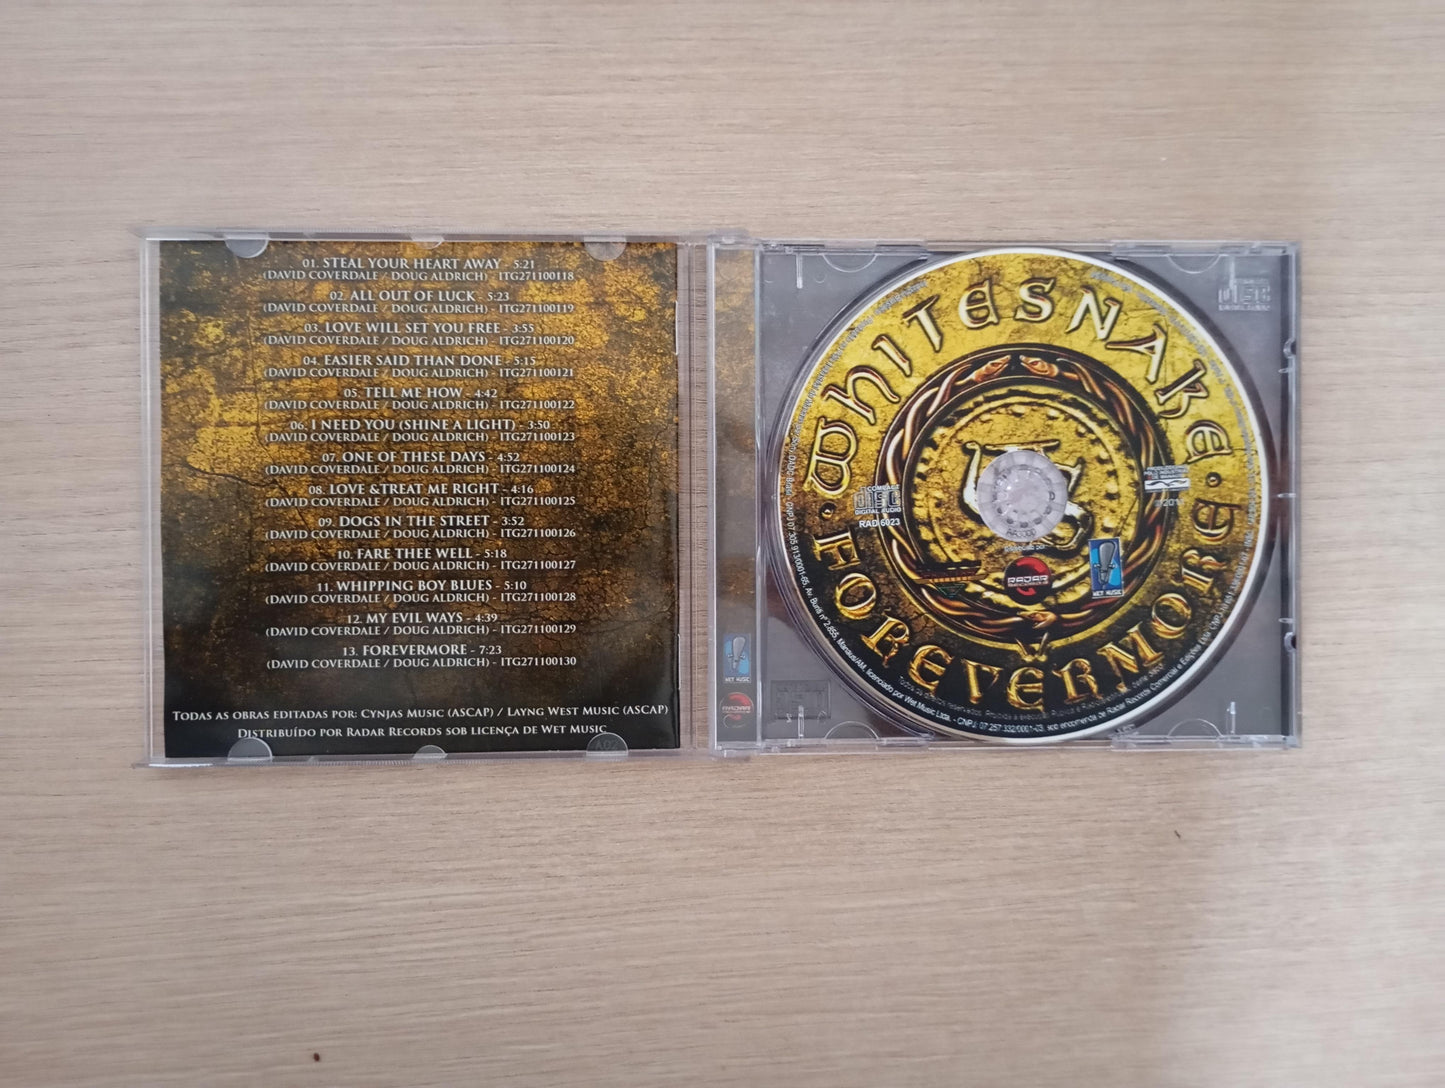 01. STEAL YOUR HEART AWAY - 5:21
(DAVID COVERDALE / DOUG ALDRICH) - ITG271100118
02. ALL OUT OF LUCK - 5:23
(DAVID COVERDALE / DOUG ALDRICH) - ITG271100119
03. LOVE WILL SET YOU FREE - 3:55
(DAVID COVERDALE / DOUG ALDRICH) - ITG271100120
04. EASIER SAID THAN DONE - 5:15
(DAVID COVERDALE / DOUG ALDRICH) - ITG271100121
05. TELL ME HOW - 4:42
(DAVID COVERDALE / DOUG ALDRICH) - ITG271100122
06. I NEED YOU (SHINE A LIGHT) - 3:50
(DAVID COVERDALE / DOUG ALDRICH) - ITG271100123
07. ONE OF THESE DAYS - 4:52
(DAVID COVERDALE / DOUG ALDRICH) - ITG271100124
08. LOVE &TREAT ME RIGHT - 4:16
(DAVID COVERDALE / DOUG ALDRICH) - ITG271100125
09. DOGS IN THE STREET - 3:52
(DAVID COVERDALE / DOUG ALDRICH) - ITG271100126
10. FARE THEE WELL - 5:18
(DAVID COVERDALE / DOUG ALDRICH) - ITG271100127
11. WHIPPING BOY BLUES - 5:10
(DAVID COVERDALE / DOUG ALDRICH) - ITG271100128
12. MY EVIL WAYS - 4:39
(DAVID COVERDALE / DOUG ALDRICH) - ITG271100129
13. FOREVERMORE - 7:23
(DAVID COVERDALE / DOUG ALDRICH) - ITG271100130
TODAS AS OBRAS EDITADAS POR: CYNJAS MUSIC (ASCAP) / LAYNG WEST MUSIC (ASCAP)
DISTRIBUÍDO POR RADAR RECORDS SOB LICENÇA DE WET MUSIC
A02
WET MUSIC
RADAR
WHITESNAKE
FOREVERMORE
COMPACT
disc
DIGITAL AUDIO
RAD 6023
RADAR
WET MUSIC
disc